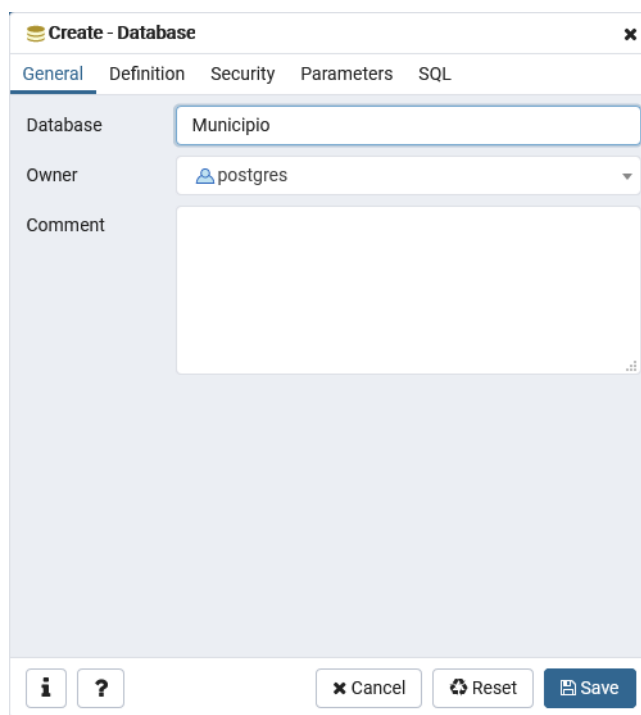 Create - Database
General Definition Security Parameters SQL
Database Municipio
Owner postgres
Comment
i ? Cancel Reset Save